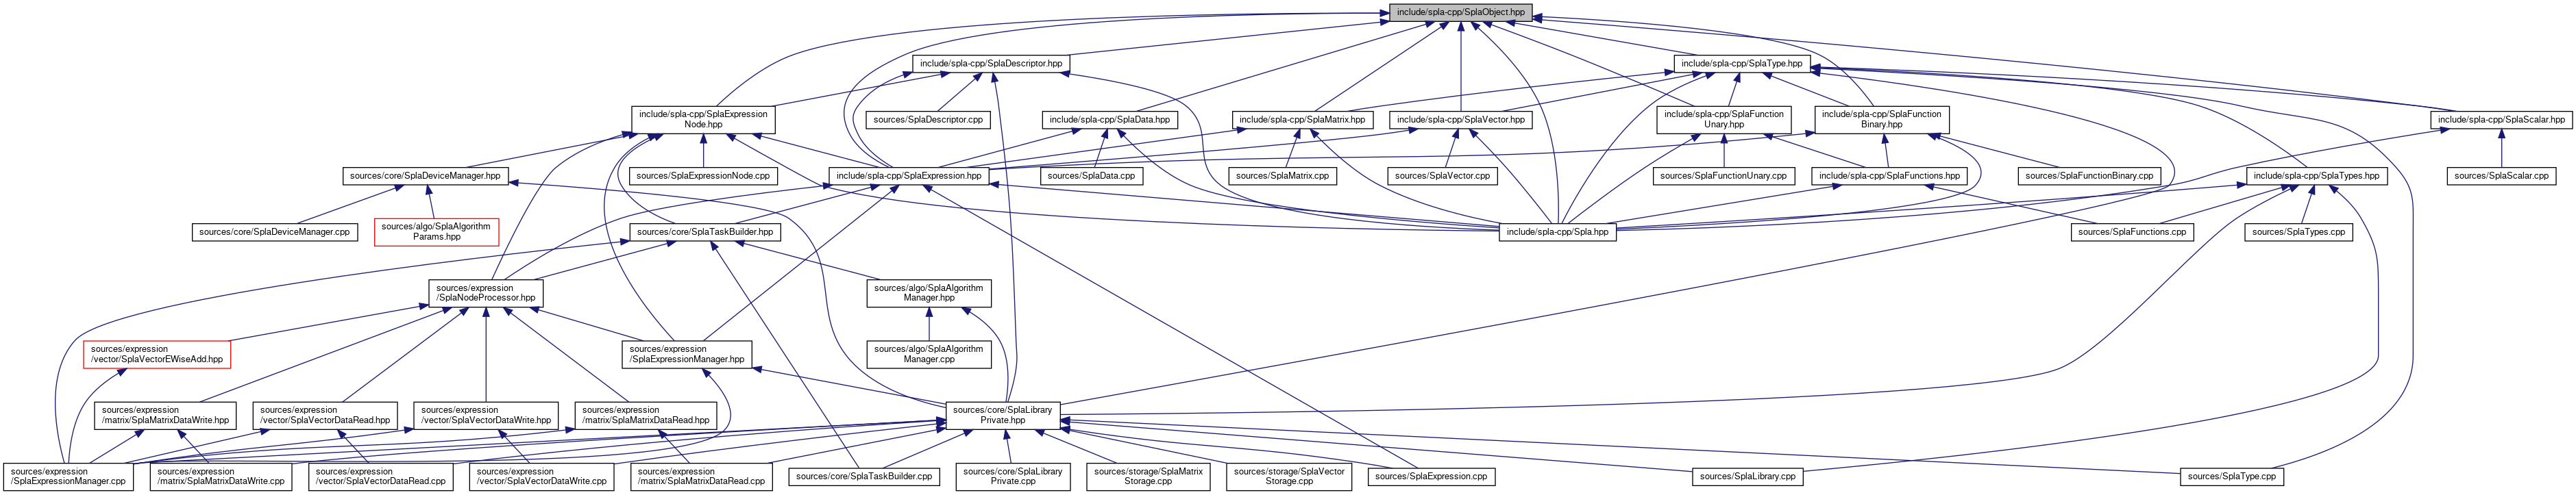 include/spla-cpp/SplaObject.hpp
include/spla-cpp/SplaDescriptor.hpp
include/spla-cpp/SplaType.hpp
include/spla-cpp/SplaExpression
Node.hpp
sources/SplaDescriptor.cpp
include/spla-cpp/SplaData.hpp
include/spla-cpp/SplaMatrix.hpp
include/spla-cpp/SplaVector.hpp
include/spla-cpp/SplaFunction
Unary.hpp
include/spla-cpp/SplaFunction
Binary.hpp
include/spla-cpp/SplaScalar.hpp
sources/core/SplaDeviceManager.hpp
sources/SplaExpressionNode.cpp
include/spla-cpp/SplaExpression.hpp
sources/SplaData.cpp
sources/SplaMatrix.cpp
sources/SplaVector.cpp
sources/SplaFunctionUnary.cpp
include/spla-cpp/SplaFunctions.hpp
sources/SplaFunctionBinary.cpp
include/spla-cpp/SplaTypes.hpp
sources/SplaScalar.cpp
sources/core/SplaDeviceManager.cpp
sources/algo/SplaAlgorithm
Params.hpp
sources/core/SplaTaskBuilder.hpp
include/spla-cpp/Spla.hpp
sources/SplaFunctions.cpp
sources/SplaTypes.cpp
sources/expression
/SplaNodeProcessor.hpp
sources/algo/SplaAlgorithm
Manager.hpp
sources/expression
/vector/SplaVectorEWiseAdd.hpp
sources/expression
/SplaExpressionManager.hpp
sources/algo/SplaAlgorithm
Manager.cpp
sources/expression
/matrix/SplaMatrixDataWrite.hpp
sources/expression
/vector/SplaVectorDataRead.hpp
sources/expression
/vector/SplaVectorDataWrite.hpp
sources/expression
/matrix/SplaMatrixDataRead.hpp
sources/core/SplaLibrary
Private.hpp
sources/expression
/SplaExpressionManager.cpp
sources/expression
/matrix/SplaMatrixDataWrite.cpp
sources/expression
/vector/SplaVectorDataRead.cpp
sources/expression
/vector/SplaVectorDataWrite.cpp
sources/expression
/matrix/SplaMatrixDataRead.cpp
sources/core/SplaTaskBuilder.cpp
sources/core/SplaLibrary
Private.cpp
sources/storage/SplaMatrix
Storage.cpp
sources/storage/SplaVector
Storage.cpp
sources/SplaExpression.cpp
sources/SplaLibrary.cpp
sources/SplaType.cpp